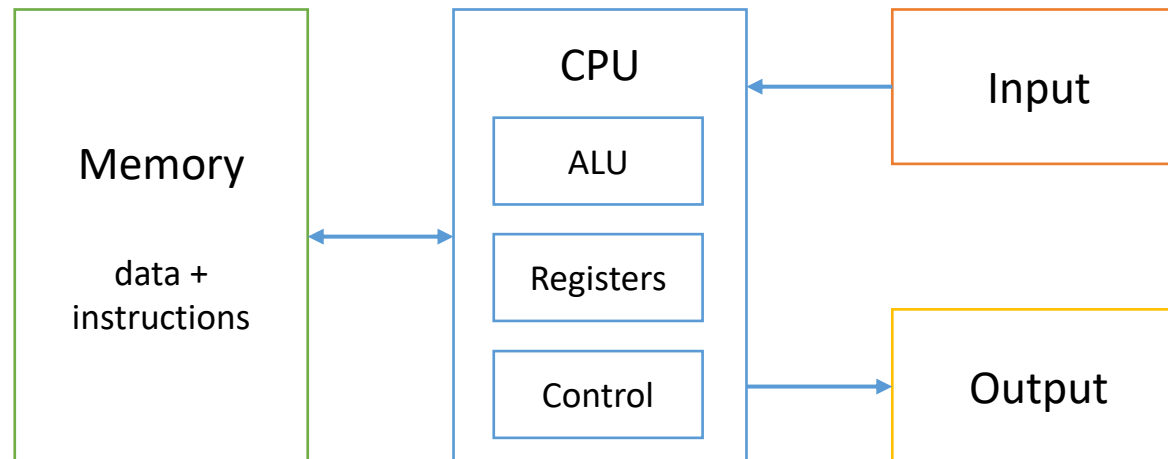 Memory
data +
instructions
CPU
ALU
Registers
Control
Input
Output